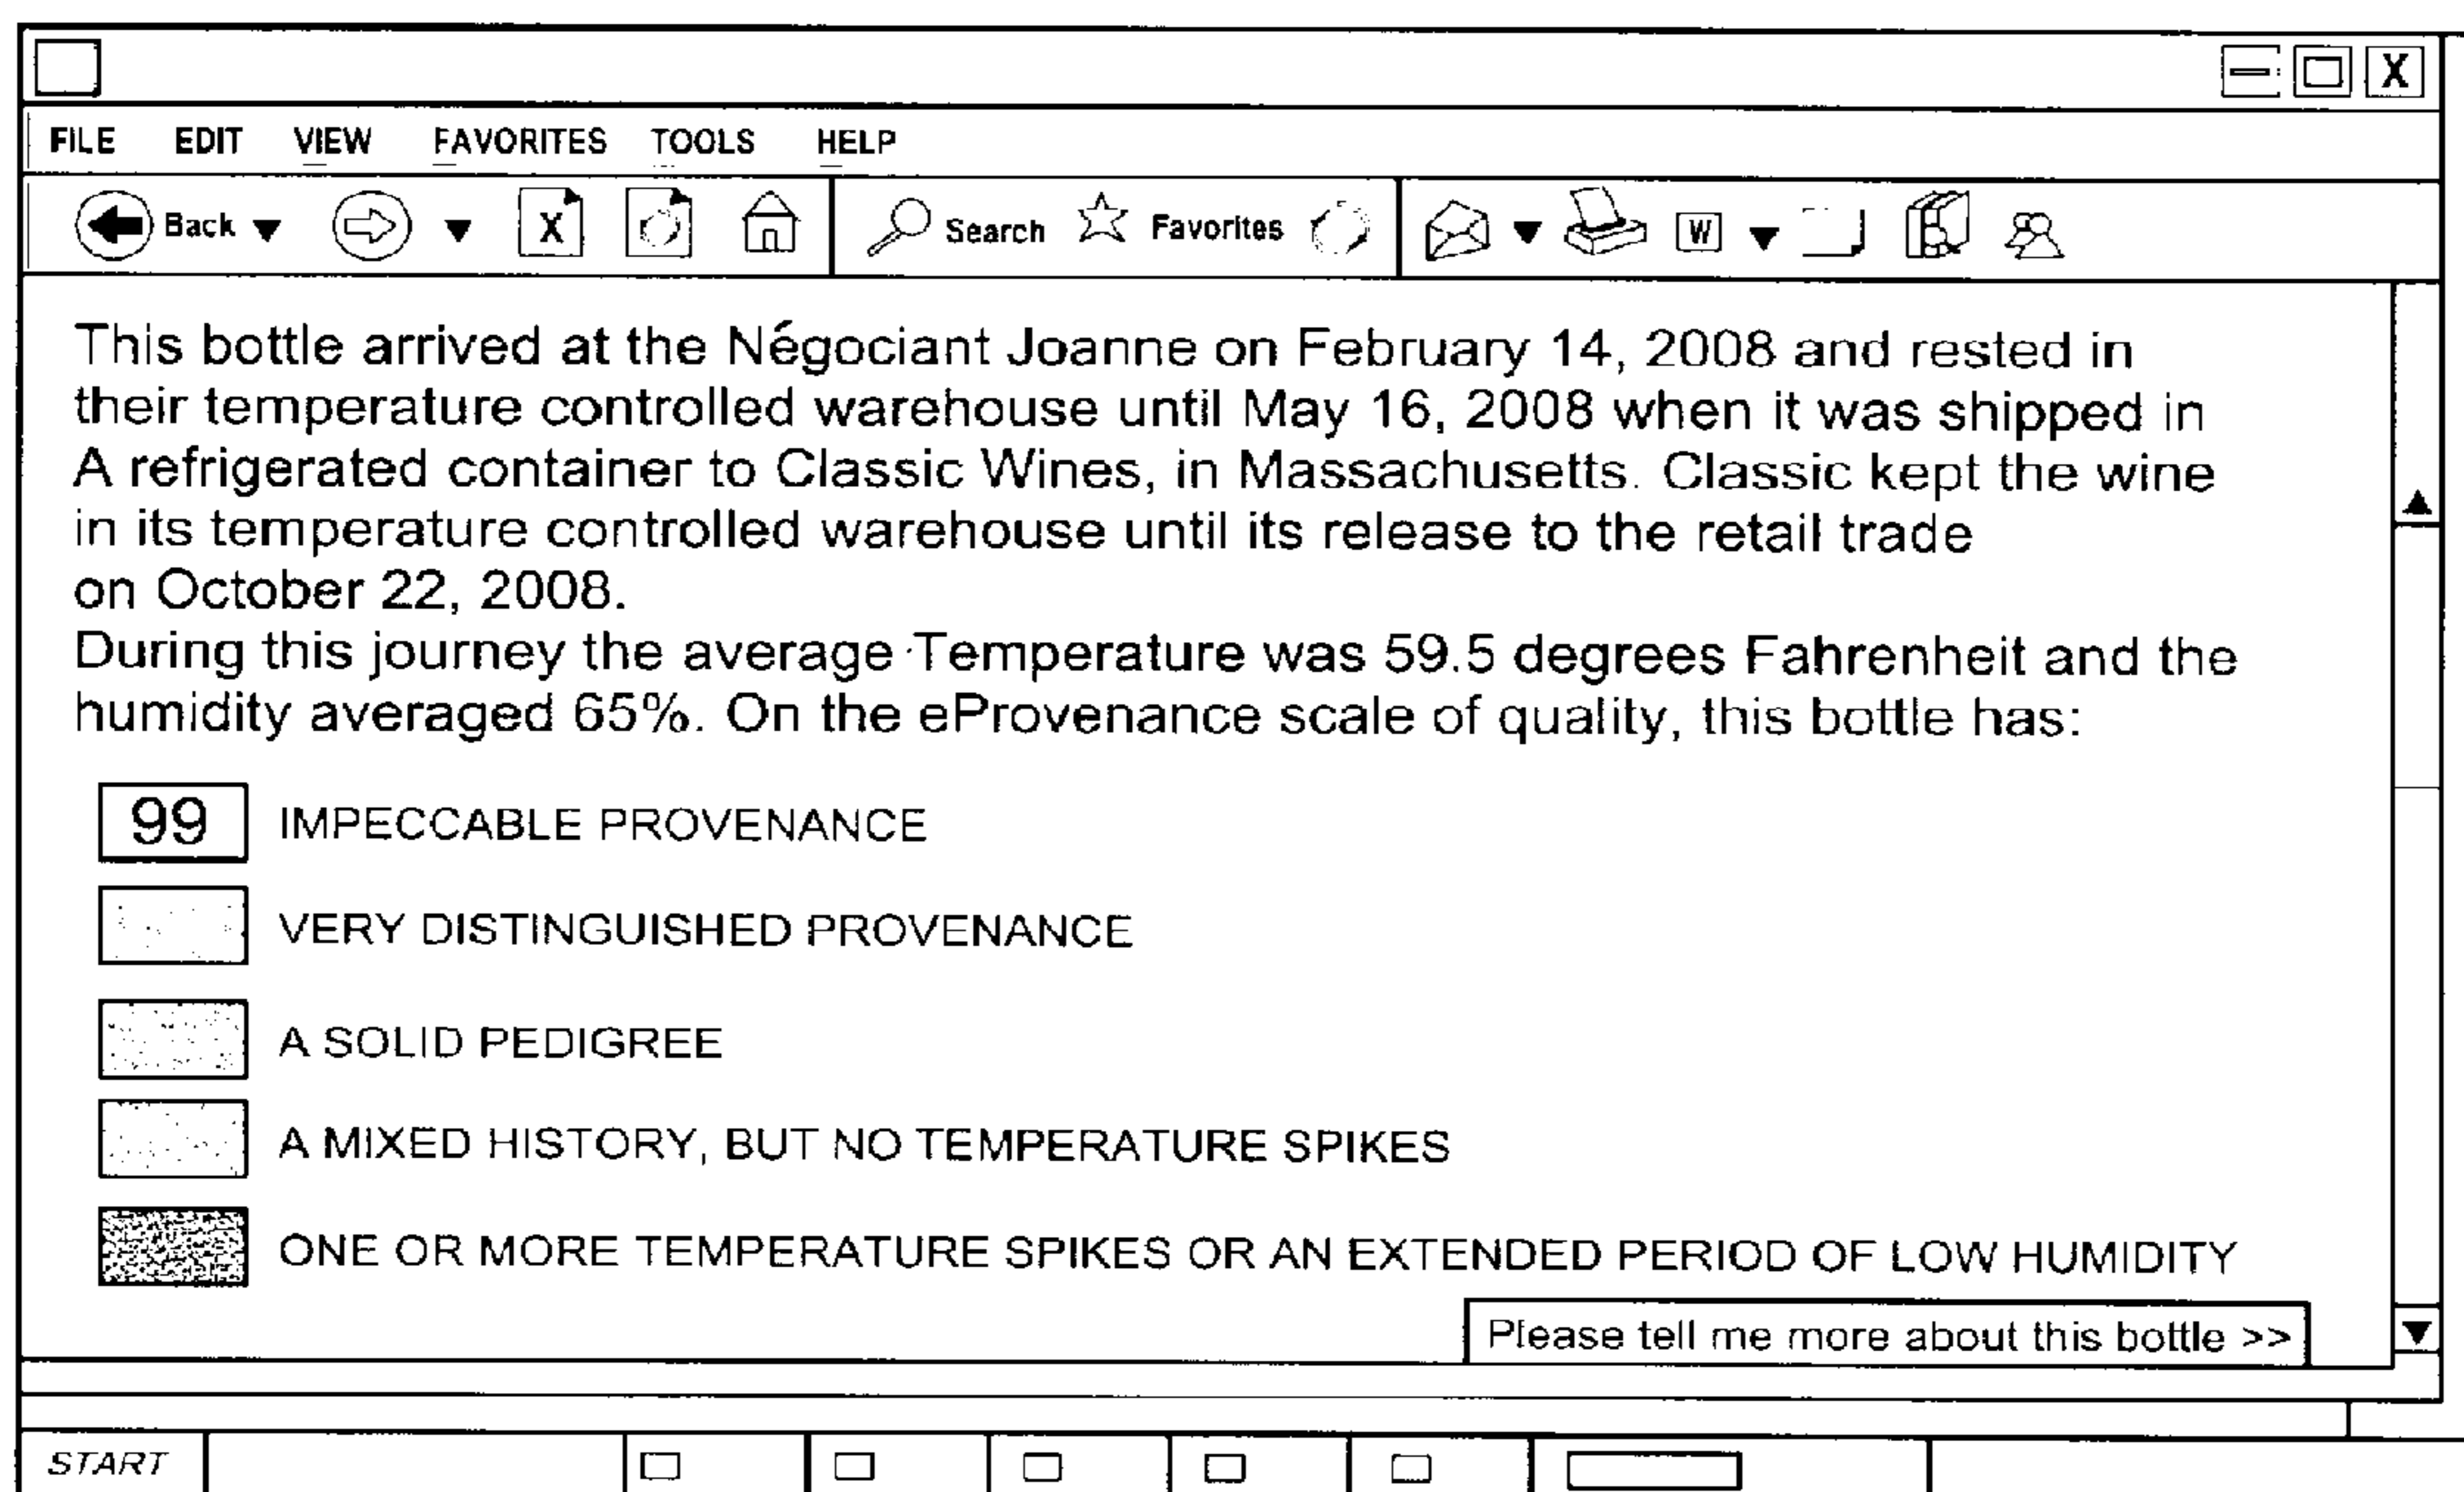 X
FILE EDIT VIEW FAVORITES TOOLS HELP
Back X Search Favorites W
This bottle arrived at the Négociant Joanne on February 14, 2008 and rested in
their temperature controlled warehouse until May 16, 2008 when it was shipped in
A refrigerated container to Classic Wines, in Massachusetts. Classic kept the wine
in its temperature controlled warehouse until its release to the retail trade
on October 22, 2008.
During this journey the average Temperature was 59.5 degrees Fahrenheit and the
humidity averaged 65%. On the eProvenance scale of quality, this bottle has:
99 IMPECCABLE PROVENANCE
VERY DISTINGUISHED PROVENANCE
A SOLID PEDIGREE
A MIXED HISTORY, BUT NO TEMPERATURE SPIKES
ONE OR MORE TEMPERATURE SPIKES OR AN EXTENDED PERIOD OF LOW HUMIDITY
Please tell me more about this bottle >>
START